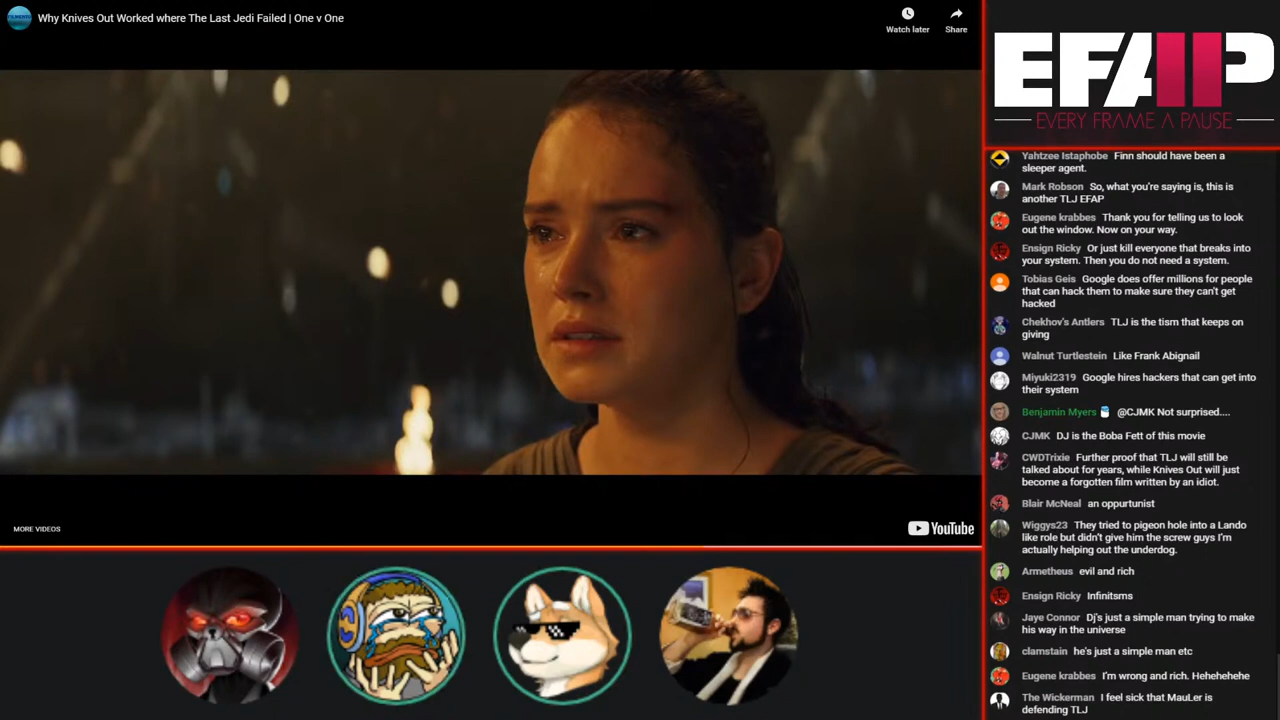 Why Knives Out Worked where The Last Jedi Failed | One v One
Watch later
Share
MORE VIDEOS
YouTube
EFAP
EVERY FRAME A PAUSE
Yahtzee Istaphobe Finn should have been a
sleeper agent.
Mark Robson So, what you're saying is, this is
another TLJ EFAP
Eugene krabbes Thank you for telling us to look
out the window. Now on your way.
Ensign Ricky Or just kill everyone that breaks into
your system. Then you do not need a system.
Tobias Geis Google does offer millions for people
that can hack them to make sure they can't get
hacked
Chekhov's Antlers TLJ is the tism that keeps on
giving
Walnut Turtlestein Like Frank Abignail
Miyuki2319 Google hires hackers that can get into
their system
Benjamin Myers @CJMK Not surprised....
CJMK DJ is the Boba Fett of this movie
CWDTrixie Further proof that TLJ will still be
talked about for years, while Knives Out will just
become a forgotten film written by an idiot.
Blair McNeal an oppurtunist
Wiggys23 They tried to pigeon hole into a Lando
like role but didn't give him the screw guys I'm
actually helping out the underdog.
Armetheus evil and rich
Ensign Ricky Infinitsms
Jaye Connor Dj's just a simple man trying to make
his way in the universe
clamstain he's just a simple man etc
Eugene krabbes I'm wrong and rich. Hehehehehe
The Wickerman I feel sick that MauLer is
defending TLJ